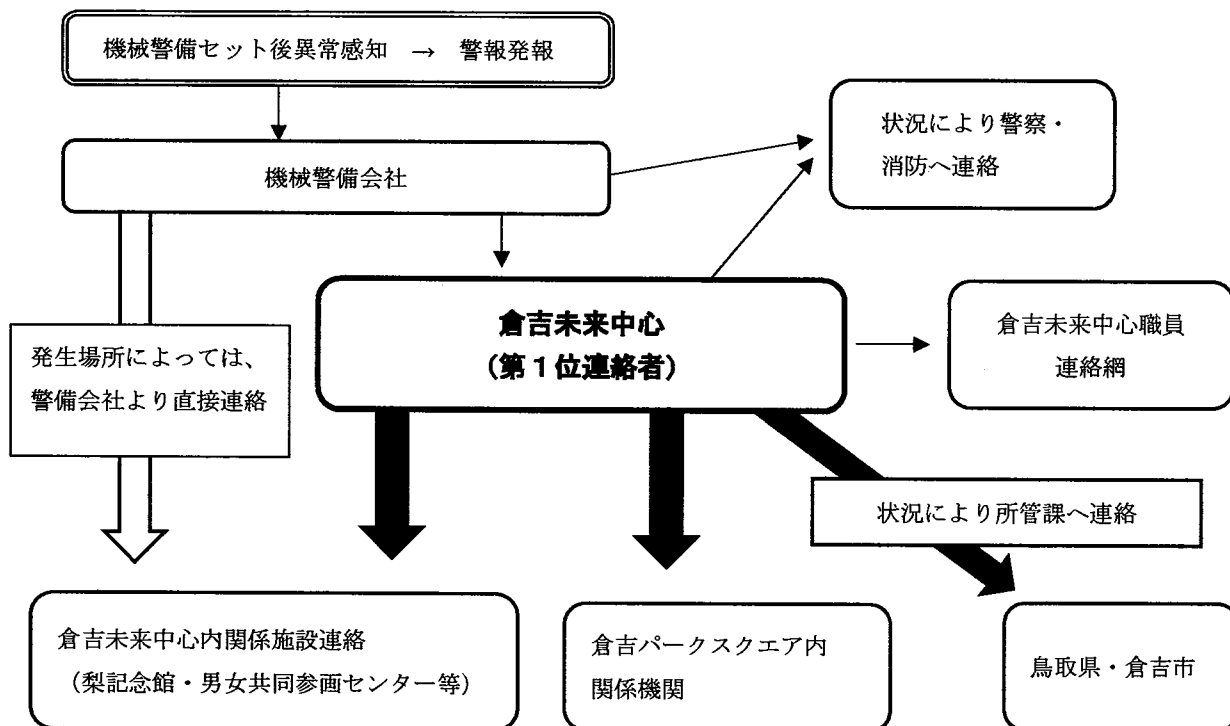 機械警備セット後異常感知 → 警報発報
機械警備会社
状況により警察・
消防へ連絡
倉吉未来中心
(第1位連絡者)
倉吉未来中心職員
連絡網
発生場所によっては、
警備会社より直接連絡
状況により所管課へ連絡
倉吉未来中心内関係施設連絡
(梨記念館・男女共同参画センター等)
倉吉パークスクエア内
関係機関
鳥取県・倉吉市